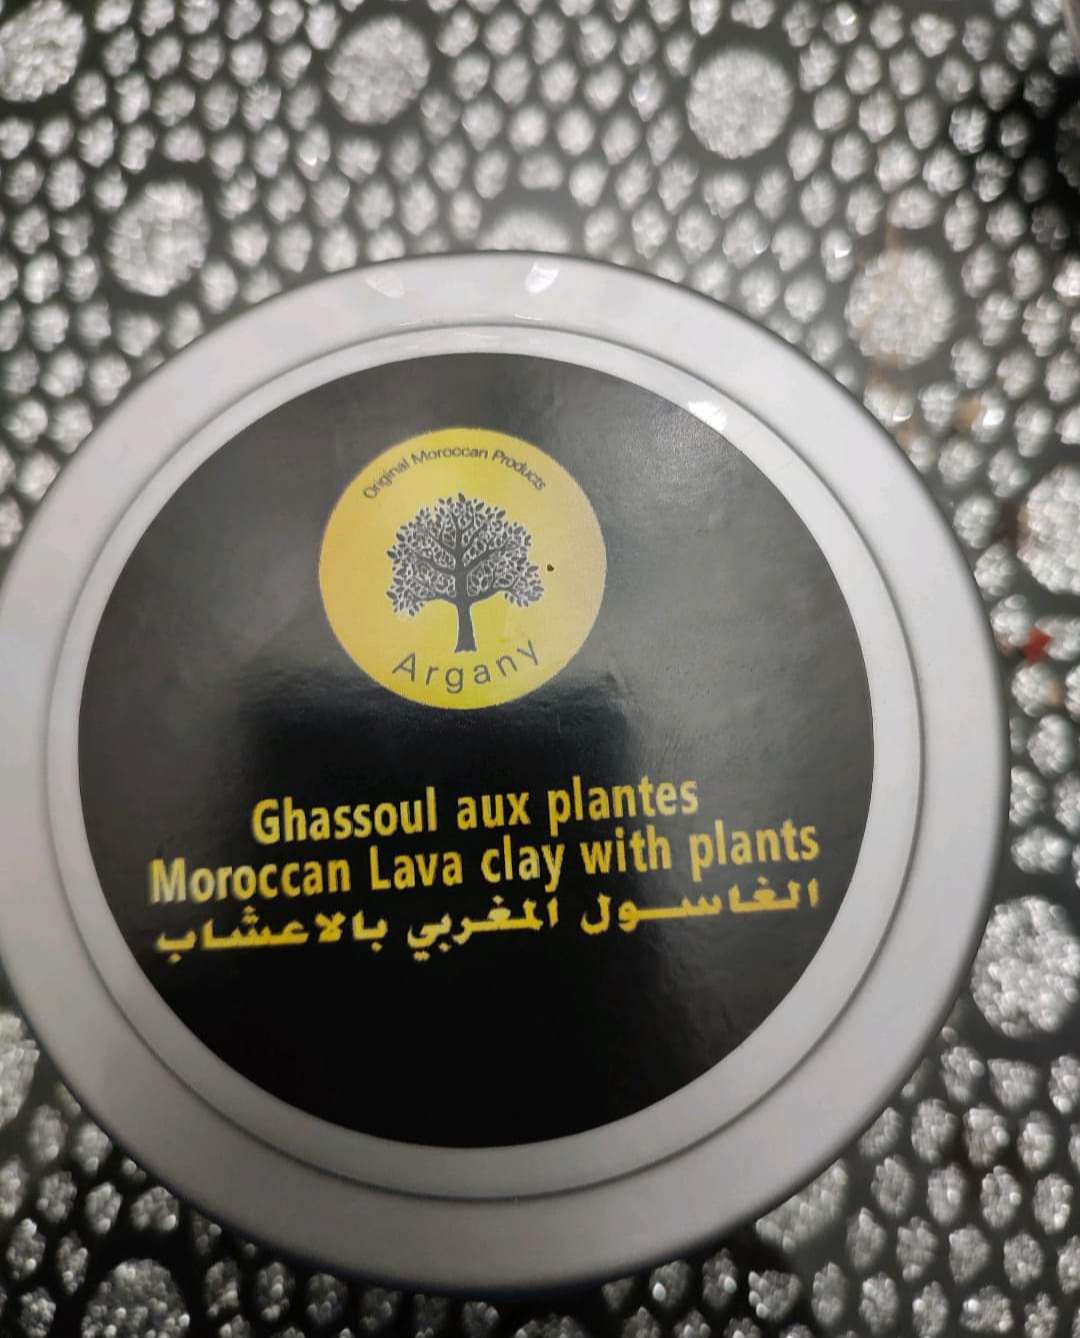 Original Moroccan Products
Argany
Ghassoul aux plantes
Moroccan Lava clay with plants
الغاسول المغربي بالاعشاب